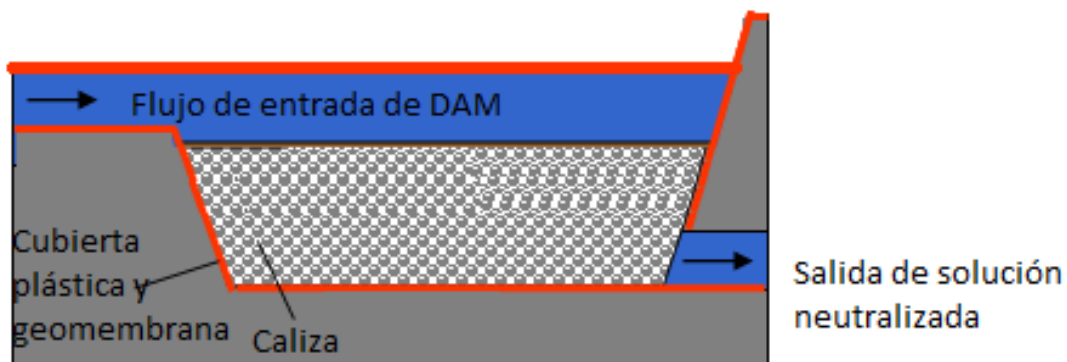 Flujo de entrada de DAM
Cubierta
plástica y
geomembrana
Caliza
Salida de solución
neutralizada